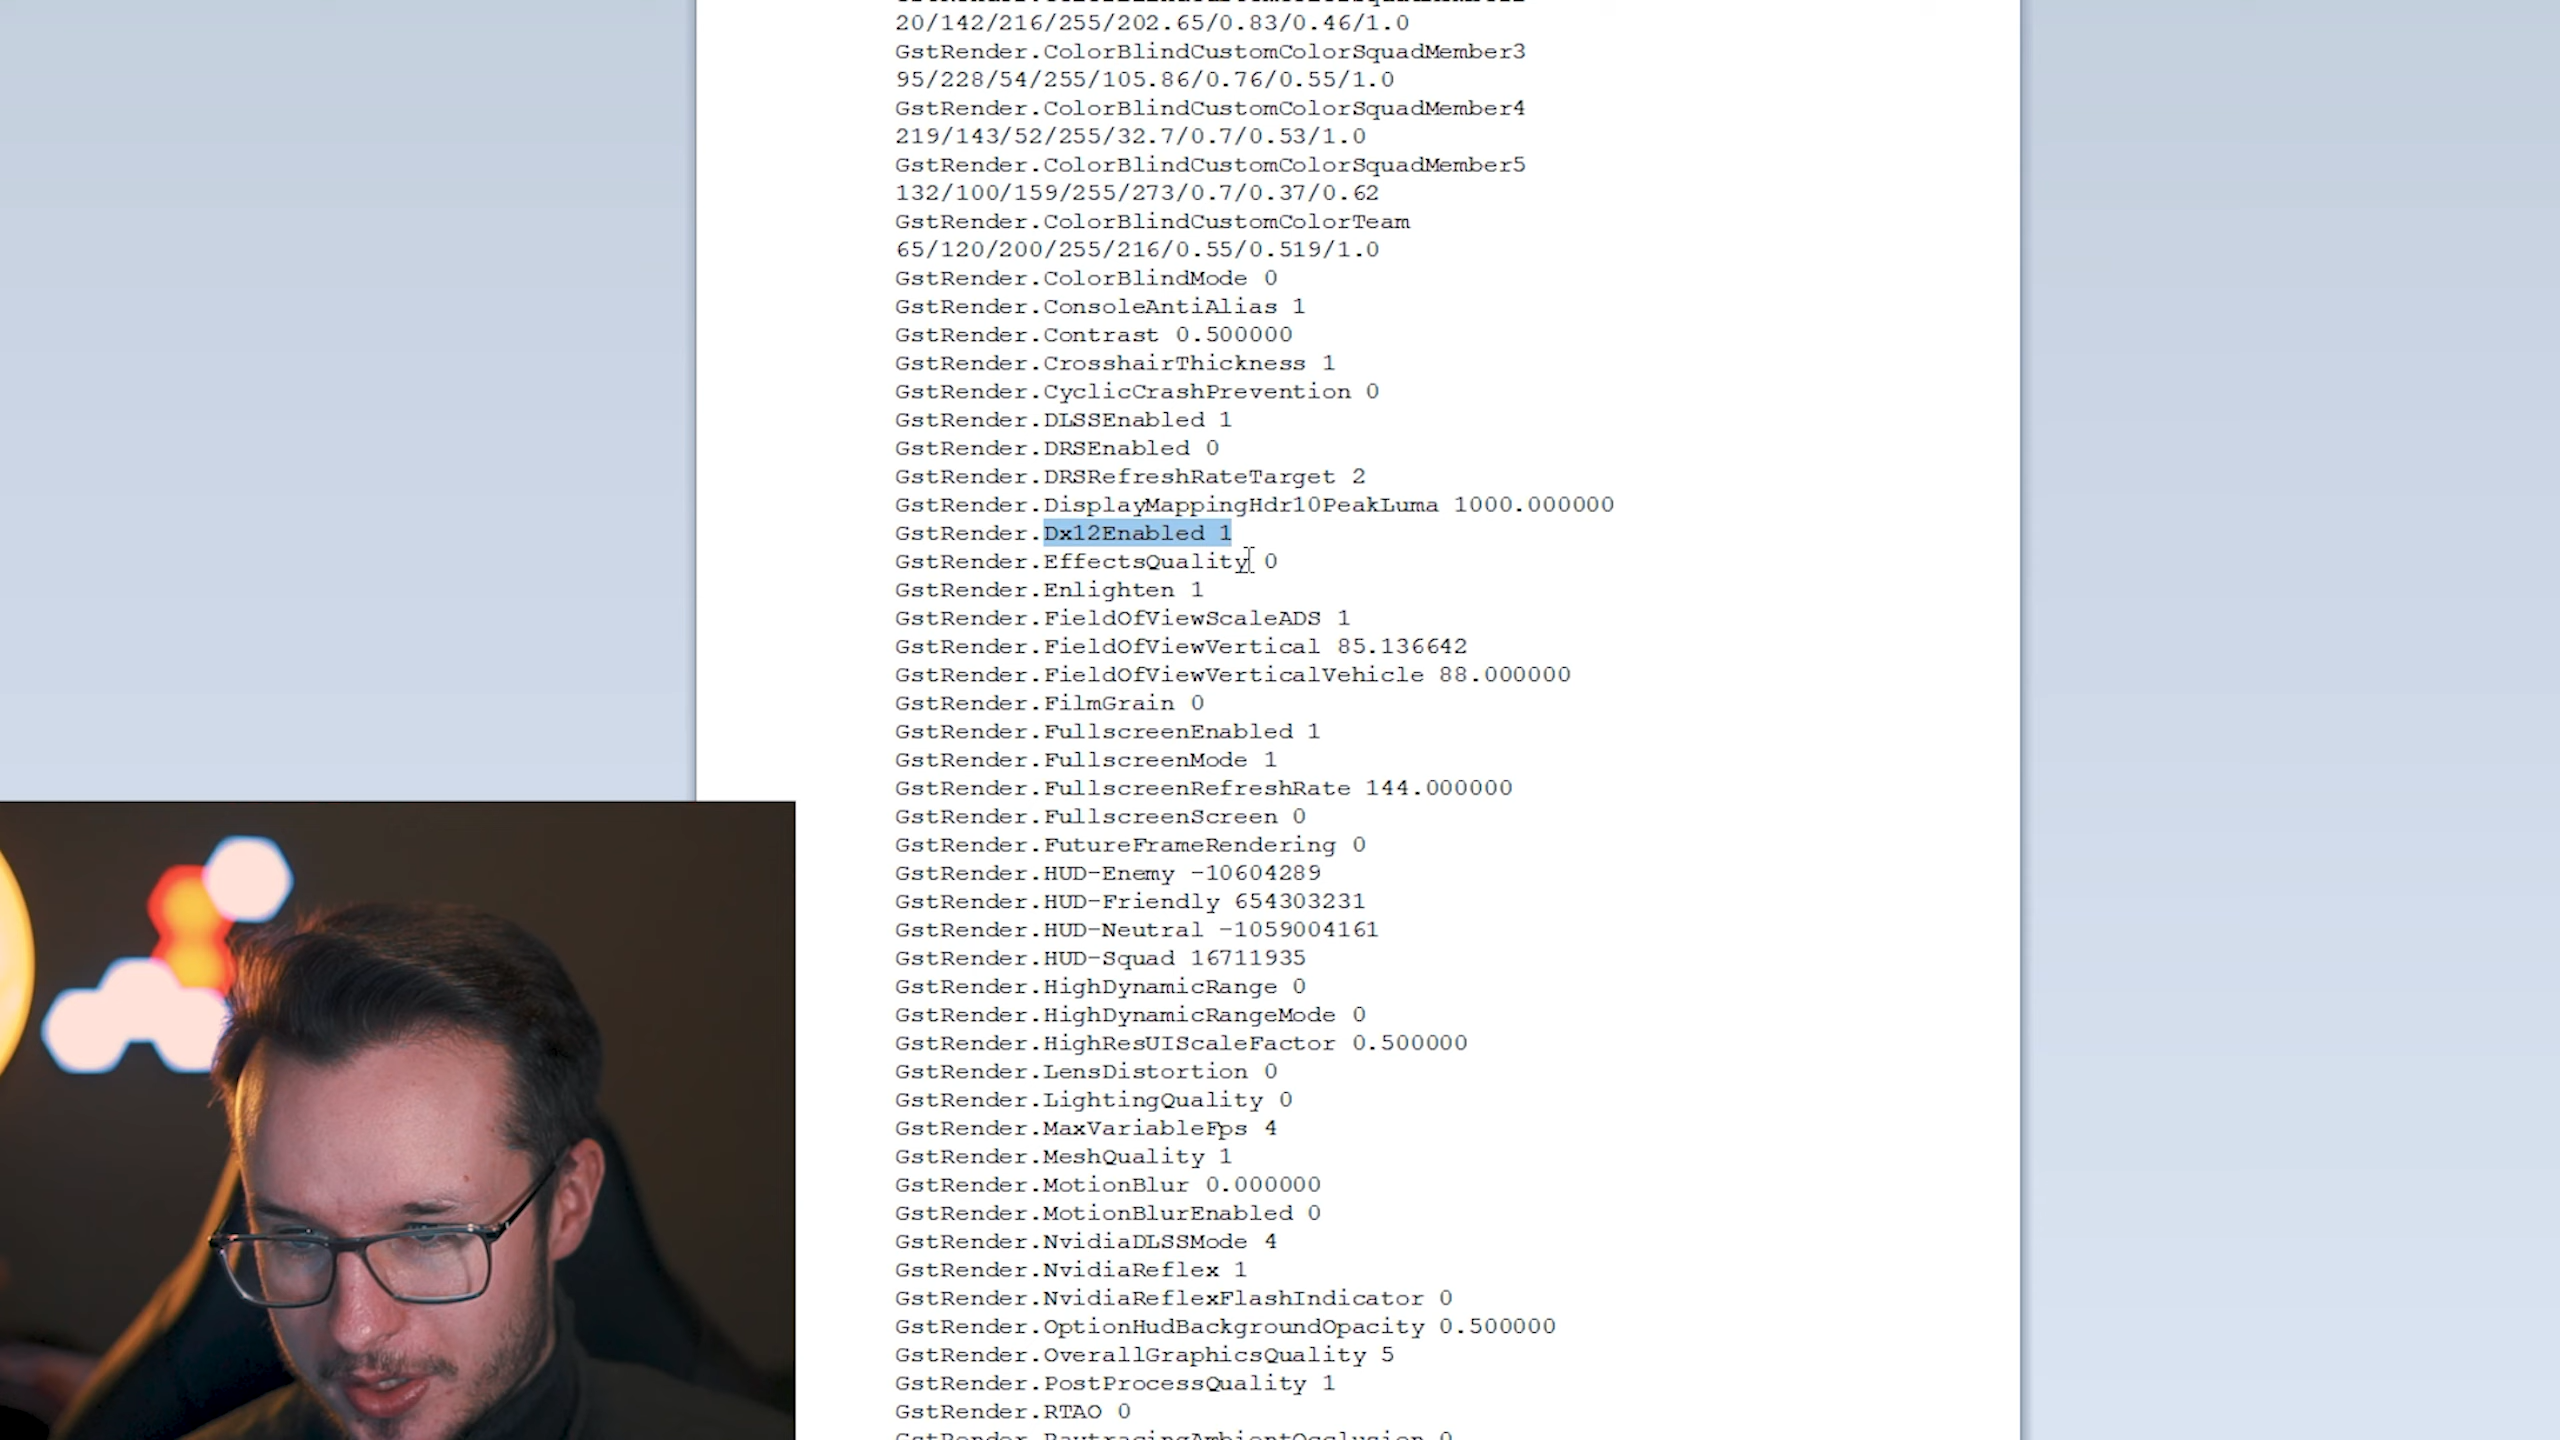 20/142/216/255/202.65/0.83/0.46/1.0
GstRender.ColorBlindCustomColorSquadMember3
95/228/54/255/105.86/0.76/0.55/1.0
GstRender.ColorBlindCustomColorSquadMember4
219/143/52/255/32.7/0.7/0.53/1.0
GstRender.ColorBlindCustomColorSquadMember5
132/100/159/255/273/0.7/0.37/0.62
GstRender.ColorBlindCustomColorTeam
65/120/200/255/216/0.55/0.519/1.0
GstRender.ColorBlindMode 0
GstRender.ConsoleAntiAlias 1
GstRender.Contrast 0.500000
GstRender.CrosshairThickness 1
GstRender.CyclicCrashPrevention 0
GstRender.DLSSEnabled 1
GstRender.DRSEnabled 0
GstRender.DRSRefreshRateTarget 2
GstRender.DisplayMappingHdr10PeakLuma 1000.000000
GstRender.Dx12Enabled 1
GstRender.EffectsQuality 0
GstRender.Enlighten 1
GstRender.FieldOfViewScaleADS 1
GstRender.FieldOfViewVertical 85.136642
GstRender.FieldOfViewVerticalVehicle 88.000000
GstRender.FilmGrain 0
GstRender.FullscreenEnabled 1
GstRender.FullscreenMode 1
GstRender.FullscreenRefreshRate 144.000000
GstRender.FullscreenScreen 0
GstRender.FutureFrameRendering 0
GstRender.HUD-Enemy -10604289
GstRender.HUD-Friendly 654303231
GstRender.HUD-Neutral -1059004161
GstRender.HUD-Squad 16711935
GstRender.HighDynamicRange 0
GstRender.HighDynamicRangeMode 0
GstRender.HighResUIScaleFactor 0.500000
GstRender.LensDistortion 0
GstRender.LightingQuality 0
GstRender.MaxVariableFps 4
GstRender.MeshQuality 1
GstRender.MotionBlur 0.000000
GstRender.MotionBlurEnabled 0
GstRender.NvidiaDLSSMode 4
GstRender.NvidiaReflex 1
GstRender.NvidiaReflexFlashIndicator 0
GstRender.OptionHudBackgroundOpacity 0.500000
GstRender.OverallGraphicsQuality 5
GstRender.PostProcessQuality 1
GstRender.RTAO 0
GstRender.RaytracingAmbientOcclusion 0